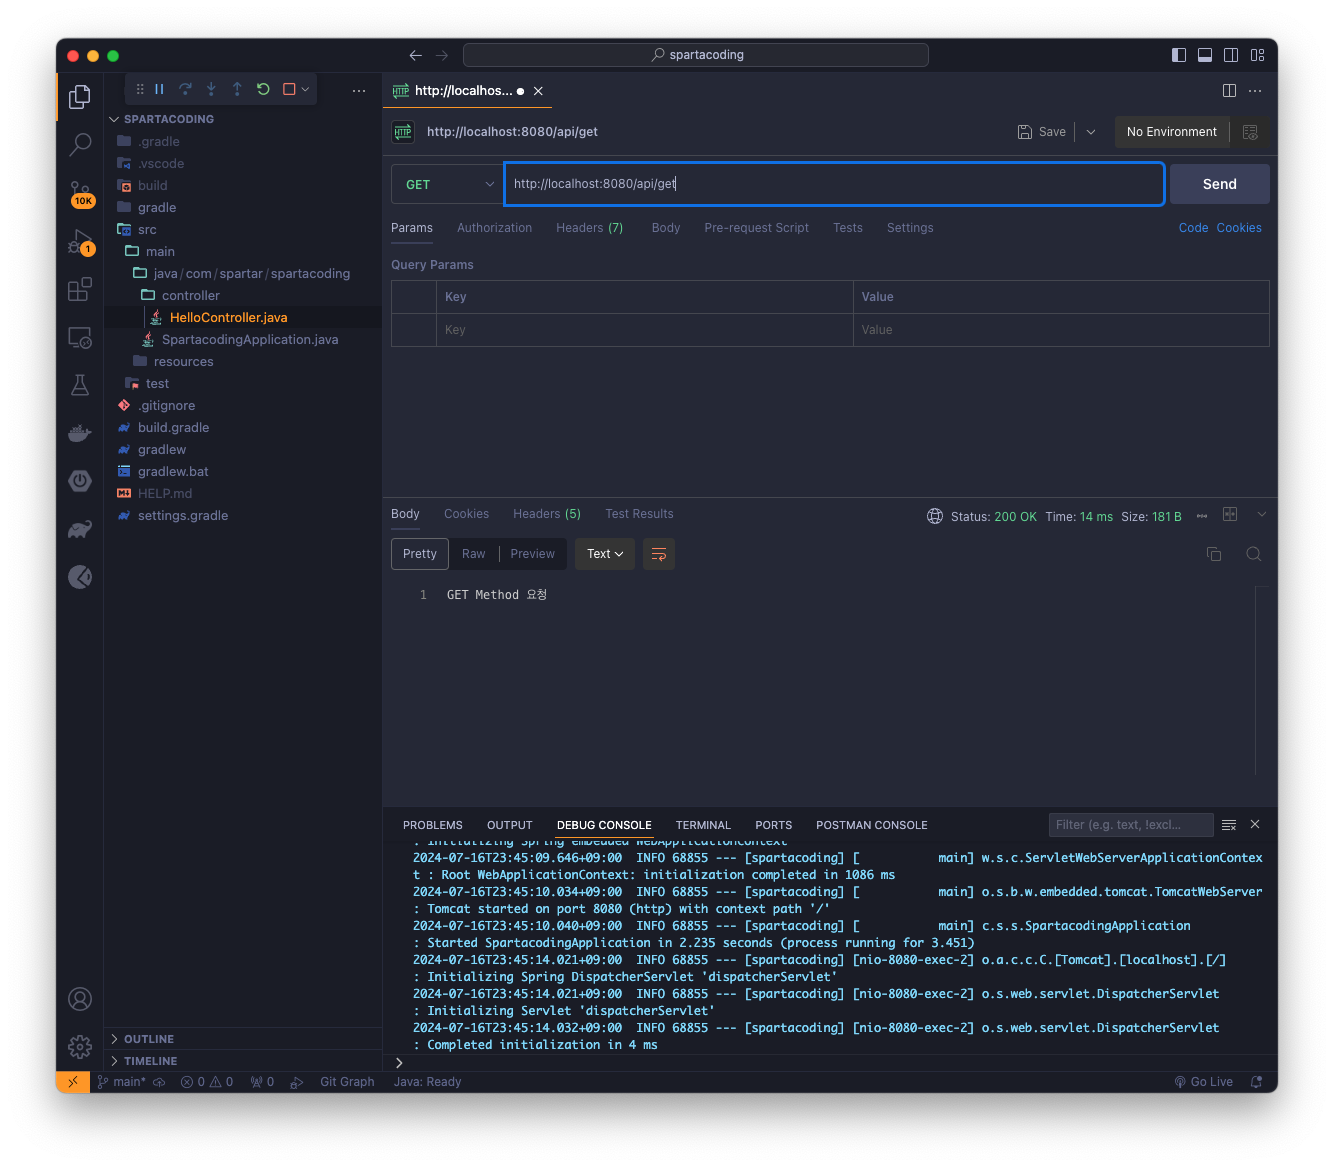 spartacoding
http://localhos...
SPARTACODING
.gradle
.vscode
build
gradle
src
main
java / com / spartar / spartacoding
controller
HelloController.java
SpartacodingApplication.java
resources
test
.gitignore
build.gradle
gradlew
gradlew.bat
HELP.md
settings.gradle
OUTLINE
TIMELINE
10K
1
HTTP http://localhost:8080/api/get
Save
No Environment
GET
http://localhost:8080/api/get
Send
Params Authorization Headers (7) Body Pre-request Script Tests Settings Code Cookies
Query Params
Key Value
Key Value
Body Cookies Headers (5) Test Results Status: 200 OK Time: 14 ms Size: 181 B
Pretty Raw Preview Text
1 GET Method 요청
PROBLEMS OUTPUT DEBUG CONSOLE TERMINAL PORTS POSTMAN CONSOLE Filter (e.g. text, !excl...
: Initializing Spring embedded WebApplicationContext
2024-07-16T23:45:09.646+09:00 INFO 68855 --- [spartacoding] [ main] w.s.c.ServletWebServerApplicationContex
t : Root WebApplicationContext: initialization completed in 1086 ms
2024-07-16T23:45:10.034+09:00 INFO 68855 --- [spartacoding] [ main] o.s.b.w.embedded.tomcat.TomcatWebServer
: Tomcat started on port 8080 (http) with context path '/'
2024-07-16T23:45:10.040+09:00 INFO 68855 --- [spartacoding] [ main] c.s.s.SpartacodingApplication
: Started SpartacodingApplication in 2.235 seconds (process running for 3.451)
2024-07-16T23:45:14.021+09:00 INFO 68855 --- [spartacoding] [nio-8080-exec-2] o.a.c.c.C.[Tomcat].[localhost].[/]
: Initializing Spring DispatcherServlet 'dispatcherServlet'
2024-07-16T23:45:14.021+09:00 INFO 68855 --- [spartacoding] [nio-8080-exec-2] o.s.web.servlet.DispatcherServlet
: Initializing Servlet 'dispatcherServlet'
2024-07-16T23:45:14.032+09:00 INFO 68855 --- [spartacoding] [nio-8080-exec-2] o.s.web.servlet.DispatcherServlet
: Completed initialization in 4 ms
main* 0 0 0 Git Graph Java: Ready Go Live